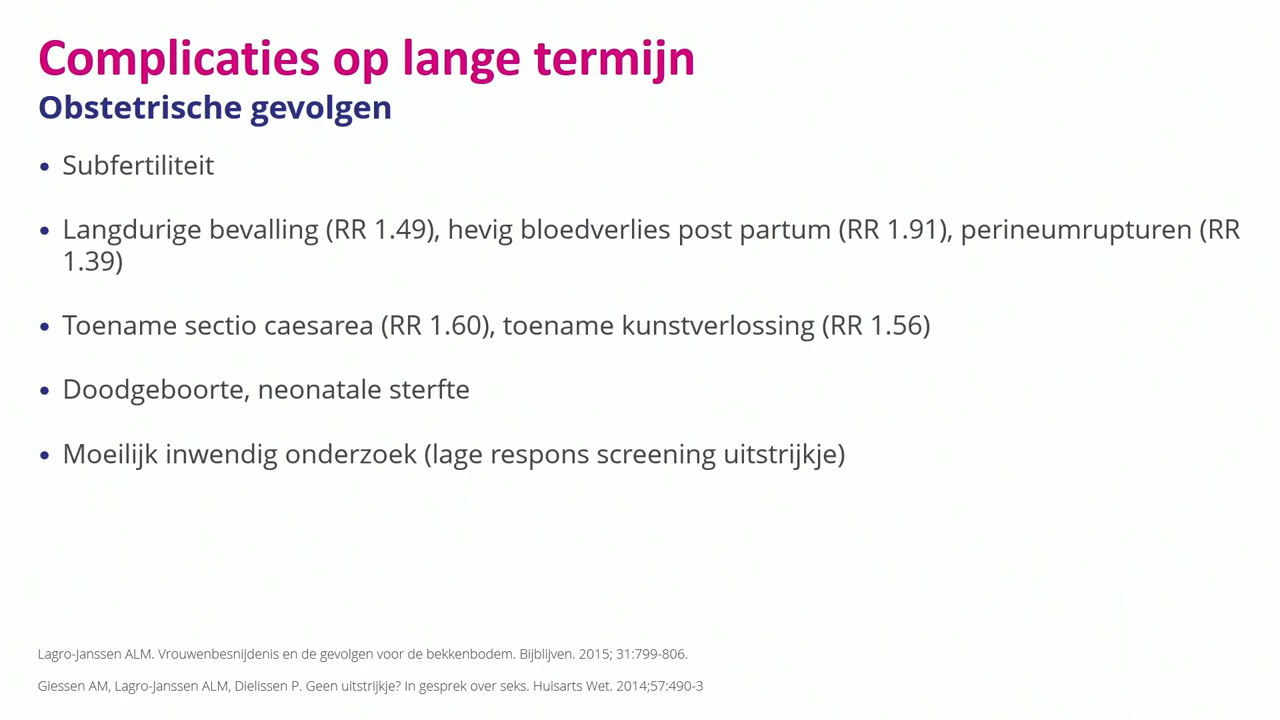 Complicaties op lange termijn
Obstetrische gevolgen
• Subfertiliteit
• Langdurige bevalling (RR 1.49), hevig bloedverlies post partum (RR 1.91), perineumrupturen (RR
1.39)
• Toename sectio caesarea (RR 1.60), toename kunstverlossing (RR 1.56)
• Doodgeboorte, neonatale sterfte
• Moeilijk inwendig onderzoek (lage respons screening uitstrijkje)
Lagro-Janssen ALM. Vrouwenbesnijdenis en de gevolgen voor de bekkenbodem. Bijblijven. 2015; 31:799-806.
Giessen AM, Lagro-Janssen ALM, Dielissen P. Geen uitstrijkje? In gesprek over seks. Huisarts Wet. 2014;57:490-3